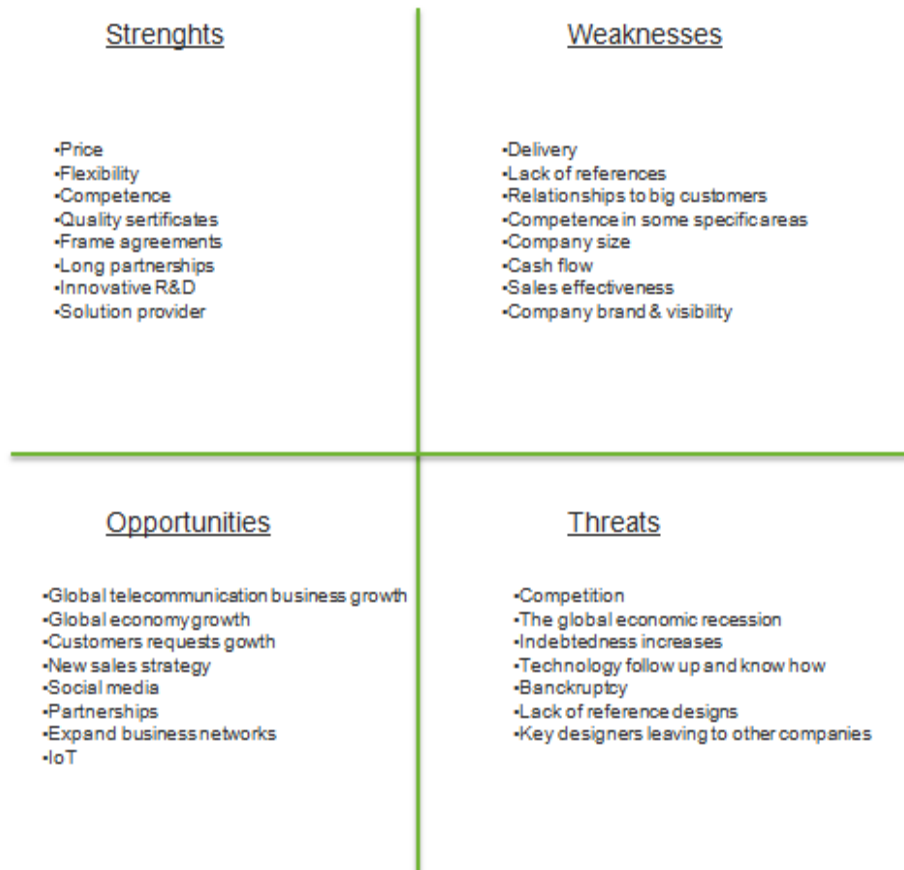 Strenghts
▪Price
▪Flexibility
▪Competence
▪Quality sertificates
▪Frame agreements
▪Long partnerships
▪Innovative R&D
▪Solution provider
Weaknesses
▪Delivery
▪Lack of references
▪Relationships to big customers
▪Competence in some specific areas
▪Company size
▪Cash flow
▪Sales effectiveness
▪Company brand & visibility
Opportunities
▪Global telecommunication business growth
▪Global economy growth
▪Customers requests gowth
▪New sales strategy
▪Social media
▪Partnerships
▪Expand business networks
▪IoT
Threats
▪Competition
▪The global economic recession
▪Indebtedness increases
▪Technology follow up and know how
▪Banckruptcy
▪Lack of reference designs
▪Key designers leaving to other companies